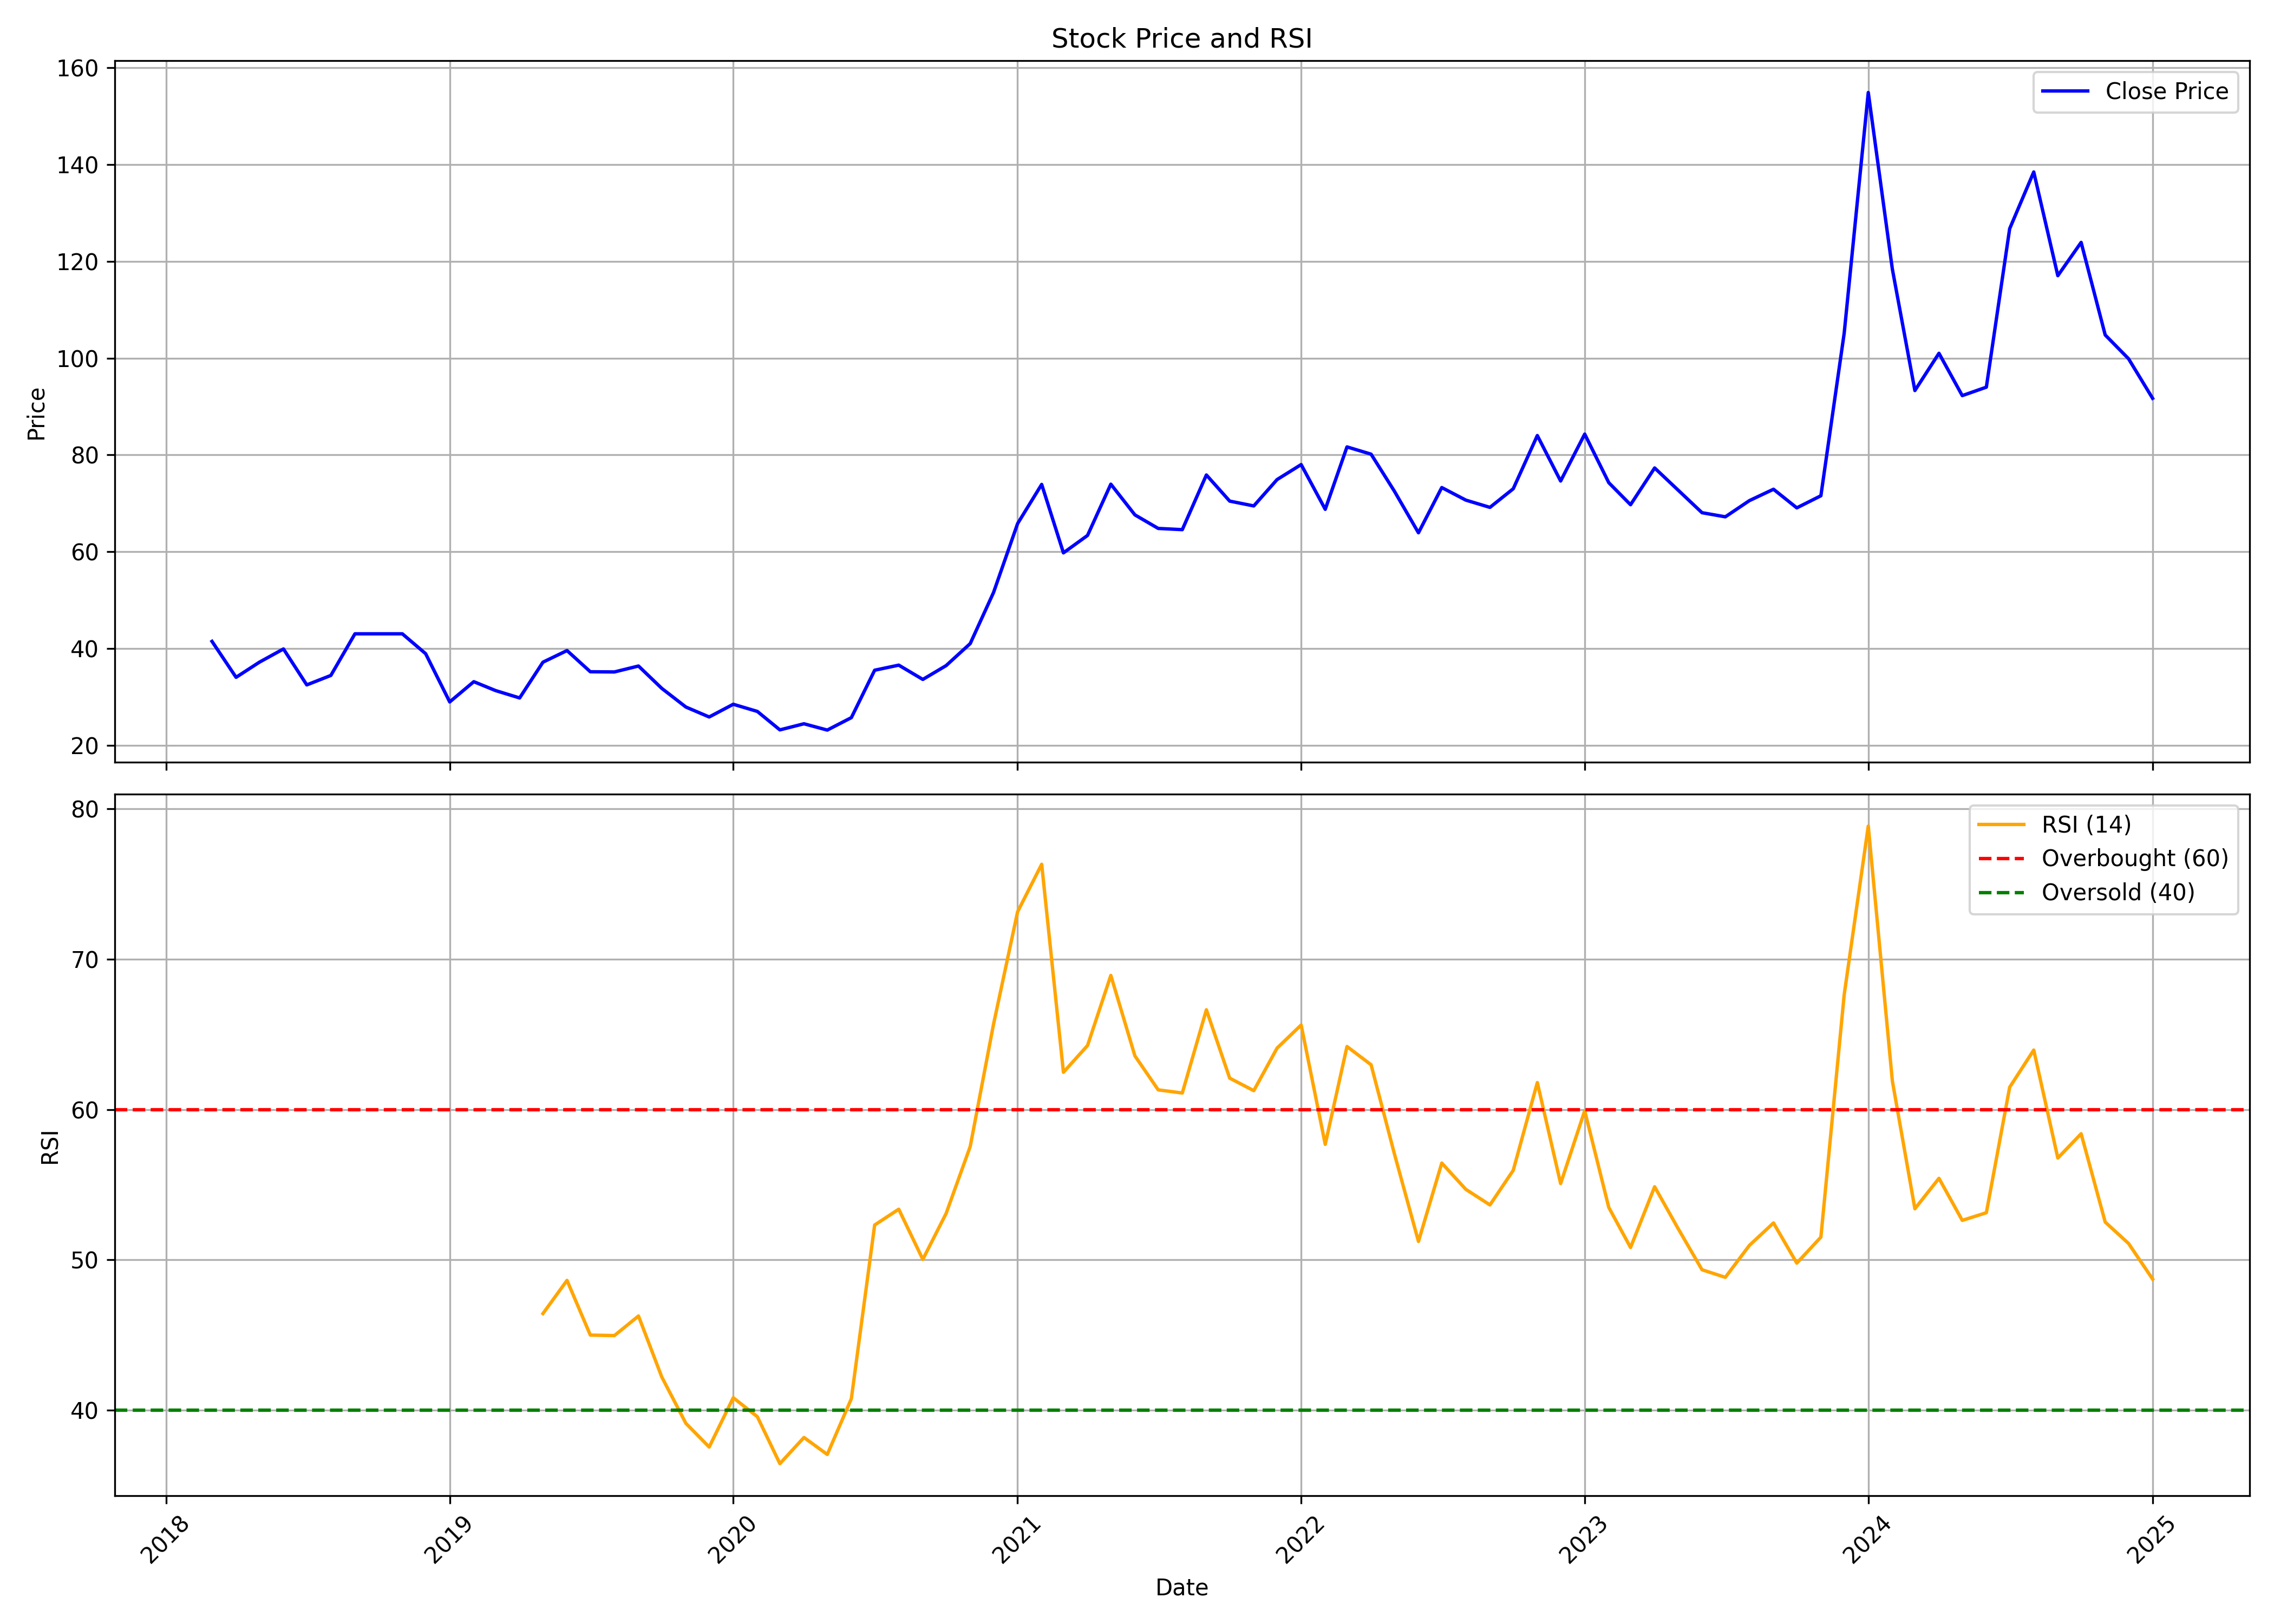 Stock Price and RSI
160
140
120
100
80
60
40
20
Price
Close Price
80
70
60
50
40
RSI
RSI (14)
Overbought (60)
Oversold (40)
2018
2019
2020
2021
2022
2023
2024
2025
Date